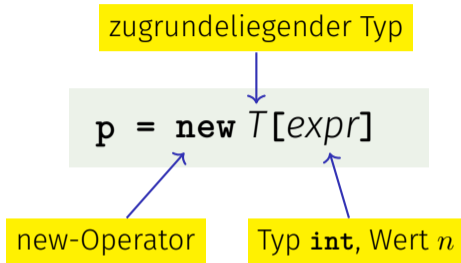 zugrundeliegender Typ
p = new T[expr]
new-Operator
Typ int, Wert n